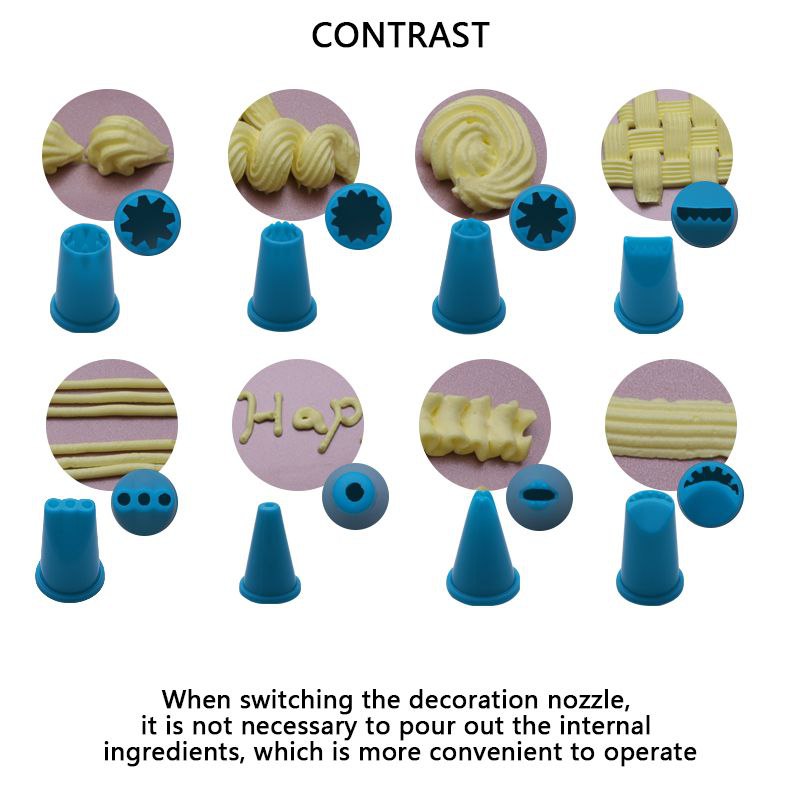 CONTRAST
Hap
When switching the decoration nozzle,
it is not necessary to pour out the internal
ingredients, which is more convenient to operate